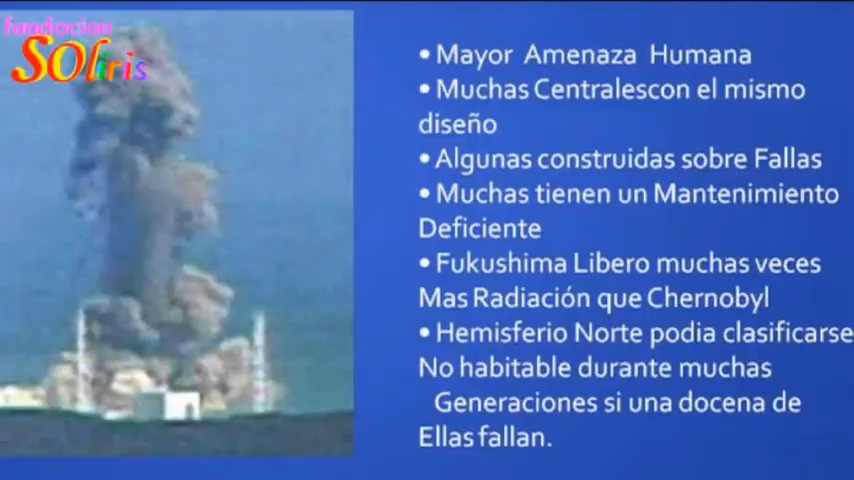 fundacion
SOliris
• Mayor Amenaza Humana
• Muchas Centralescon el mismo
diseño
• Algunas construidas sobre Fallas
• Muchas tienen un Mantenimiento
Deficiente
• Fukushima Libero muchas veces
Mas Radiación que Chernobyl
• Hemisferio Norte podia clasificarse
No habitable durante muchas
Generaciones si una docena de
Ellas fallan.